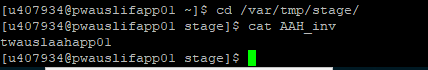 [u407934@pwauslifapp01 ~]$ cd /var/tmp/stage/
[u407934@pwauslifapp01 stage]$ cat AAH_inv
twauslaahapp01
[u407934@pwauslifapp01 stage]$